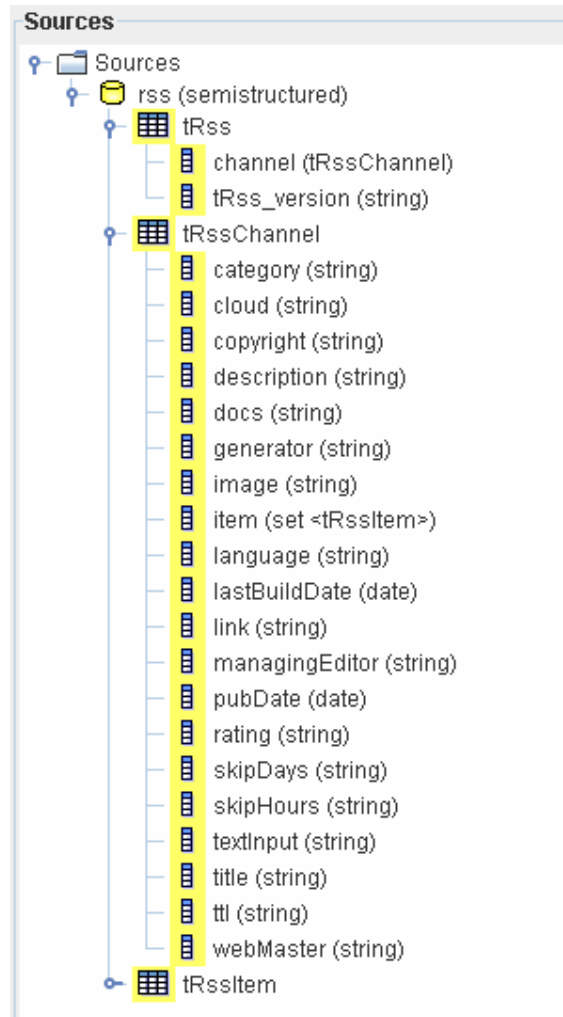 Sources
Sources
rss (semistructured)
tRss
channel (tRssChannel)
tRss_version (string)
tRssChannel
category (string)
cloud (string)
copyright (string)
description (string)
docs (string)
generator (string)
image (string)
item (set <tRssItem>)
language (string)
lastBuildDate (date)
link (string)
managingEditor (string)
pubDate (date)
rating (string)
skipDays (string)
skipHours (string)
textInput (string)
title (string)
ttl (string)
webMaster (string)
tRssItem